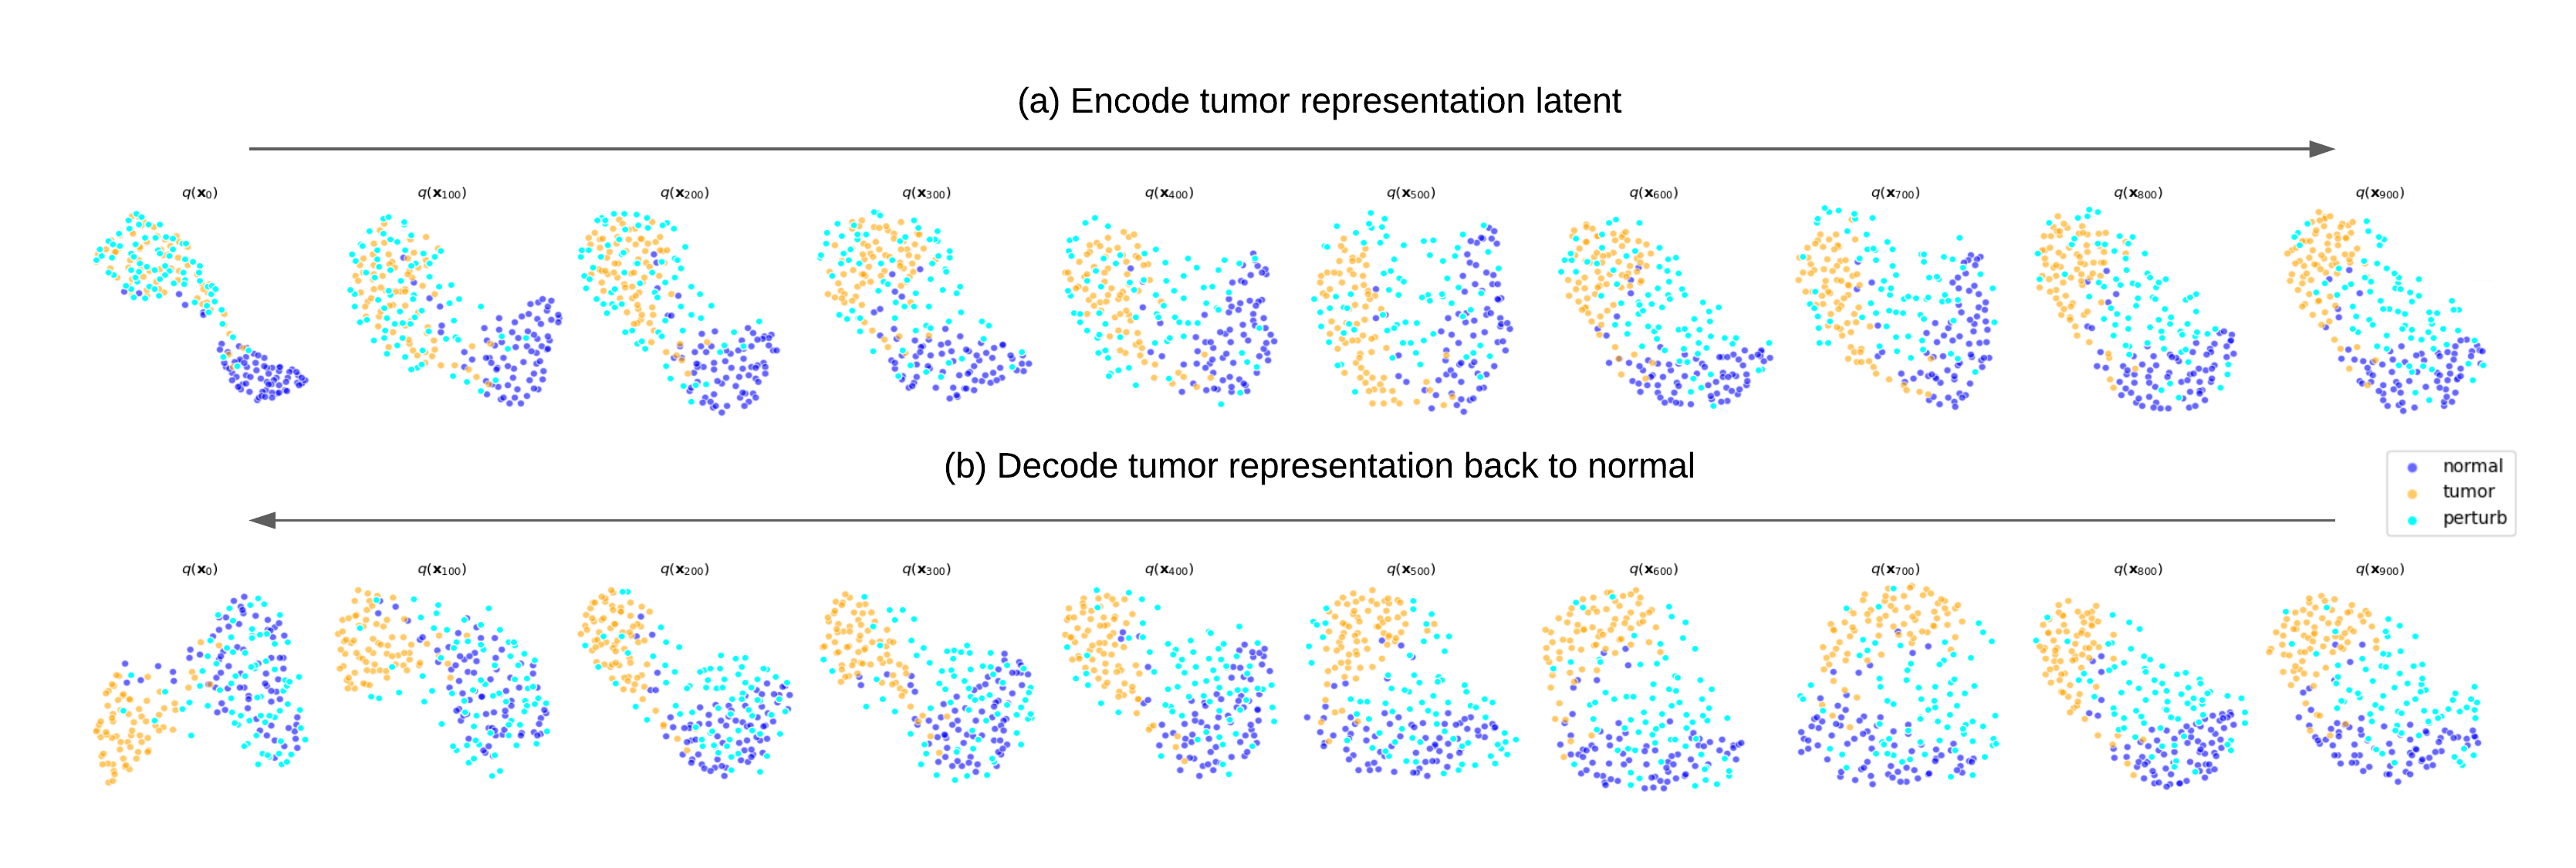 (a) Encode tumor representation latent
q(x0) q(x100) q(x200) q(x300) q(x400) q(x500) q(x600) q(x700) q(x800) q(x900)
(b) Decode tumor representation back to normal
normal
tumor
perturb
q(x0) q(x100) q(x200) q(x300) q(x400) q(x500) q(x600) q(x700) q(x800) q(x900)